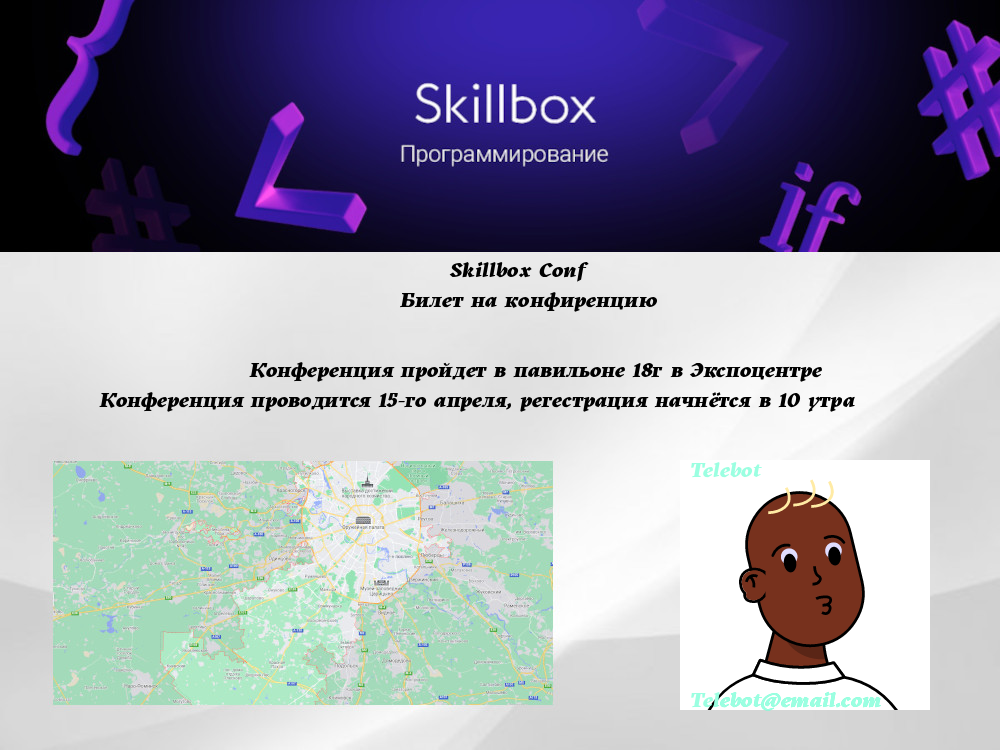 Skillbox
Программирование
if
Skillbox Conf
Билет на конфиренцию
Конференция пройдет в павильоне 18г в Экспоцентре
Конференция проводится 15-го апреля, регестрация начнётся в 10 утра
Telebot
Telebot@email.com